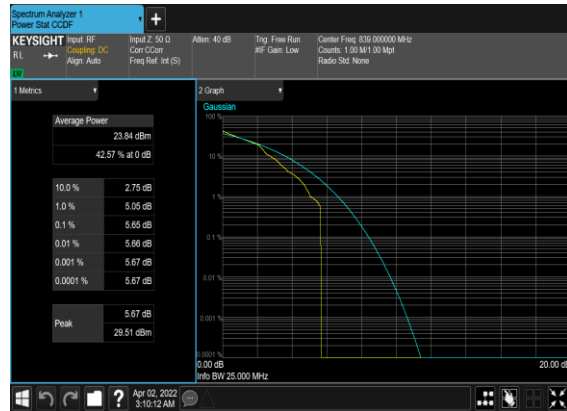 Spectrum Analyzer 1
Power Stat CCDF
+
KEYSIGHT
RL
LV
Input: RF
Coupling: DC
Align: Auto
Input Z: 50 Ω
Corr CCorr
Freq Ref: Int (S)
Atten: 40 dB
Trig: Free Run
#IF Gain: Low
Center Freq: 839.000000 MHz
Counts: 1.00 M/1.00 Mpt
Radio Std: None
1 Metrics
Average Power
23.84 dBm
42.57 % at 0 dB
10.0 % 2.75 dB
1.0 % 5.05 dB
0.1 % 5.65 dB
0.01 % 5.66 dB
0.001 % 5.67 dB
0.0001 % 5.67 dB
Peak
5.67 dB
29.51 dBm
2 Graph
Gaussian
100 %
10 %
1 %
0.1 %
0.01 %
0.001 %
0.0001 %
0.00 dB 20.00 dB
Info BW 25.000 MHz
?
Apr 02, 2022
3:10:12 AM